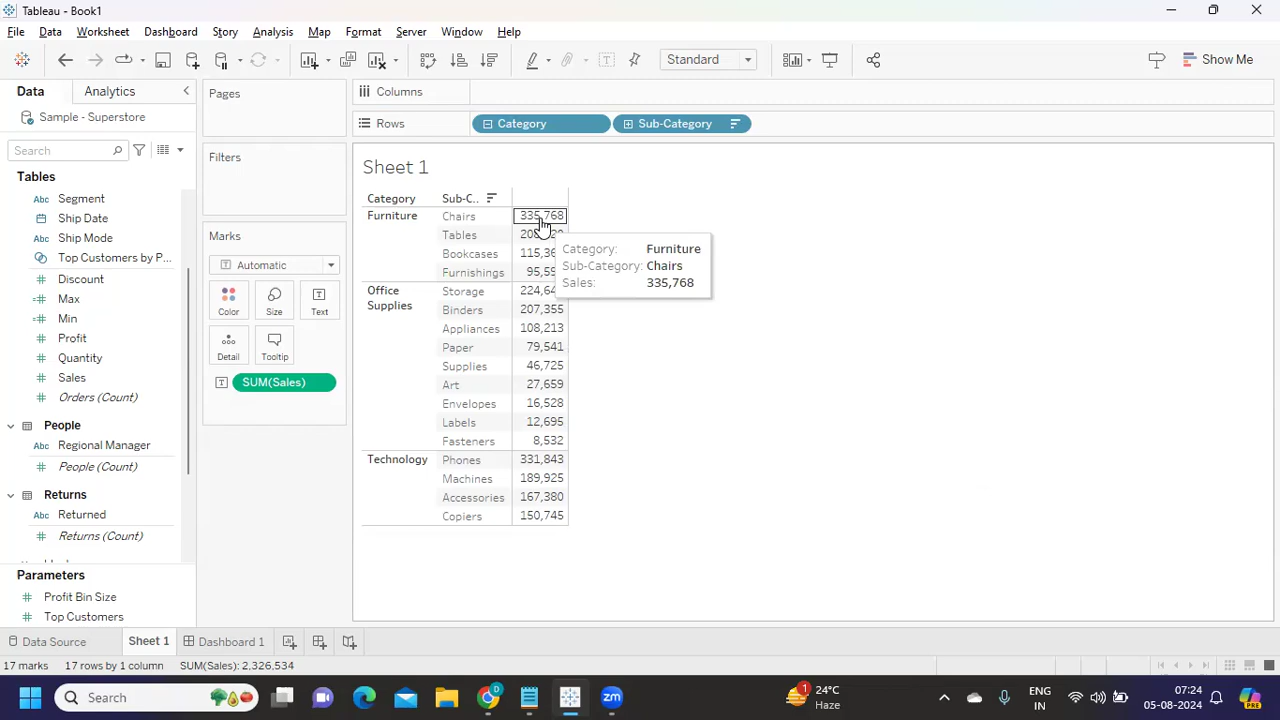 Tableau - Book1
File Data Worksheet Dashboard Story Analysis Map Format Server Window Help
Standard
Show Me
Data Analytics
Sample - Superstore
Search
Tables
Abc Segment
Ship Date
Abc Ship Mode
Top Customers by P...
Discount
Max
Min
Profit
Quantity
Sales
Orders (Count)
People
Abc Regional Manager
People (Count)
Returns
Abc Returned
Returns (Count)
Parameters
Profit Bin Size
Top Customers
Pages
Filters
Marks
Automatic
Color Size Text
Detail Tooltip
SUM(Sales)
Columns
Rows Category Sub-Category
Sheet 1
Category Sub-C..
Furniture Chairs 335,768
Tables
Bookcases
Furnishings
Office Supplies Storage
Binders 207,355
Appliances 108,213
Paper 79,541
Supplies 46,725
Art 27,659
Envelopes 16,528
Labels 12,695
Fasteners 8,532
Technology Phones 331,843
Machines 189,925
Accessories 167,380
Copiers 150,745
Category: Furniture
Sub-Category: Chairs
Sales: 335,768
Data Source Sheet 1 Dashboard 1
17 marks 17 rows by 1 column SUM(Sales): 2,326,534
Search
24°C
Haze
ENG
IN
07:24
05-08-2024